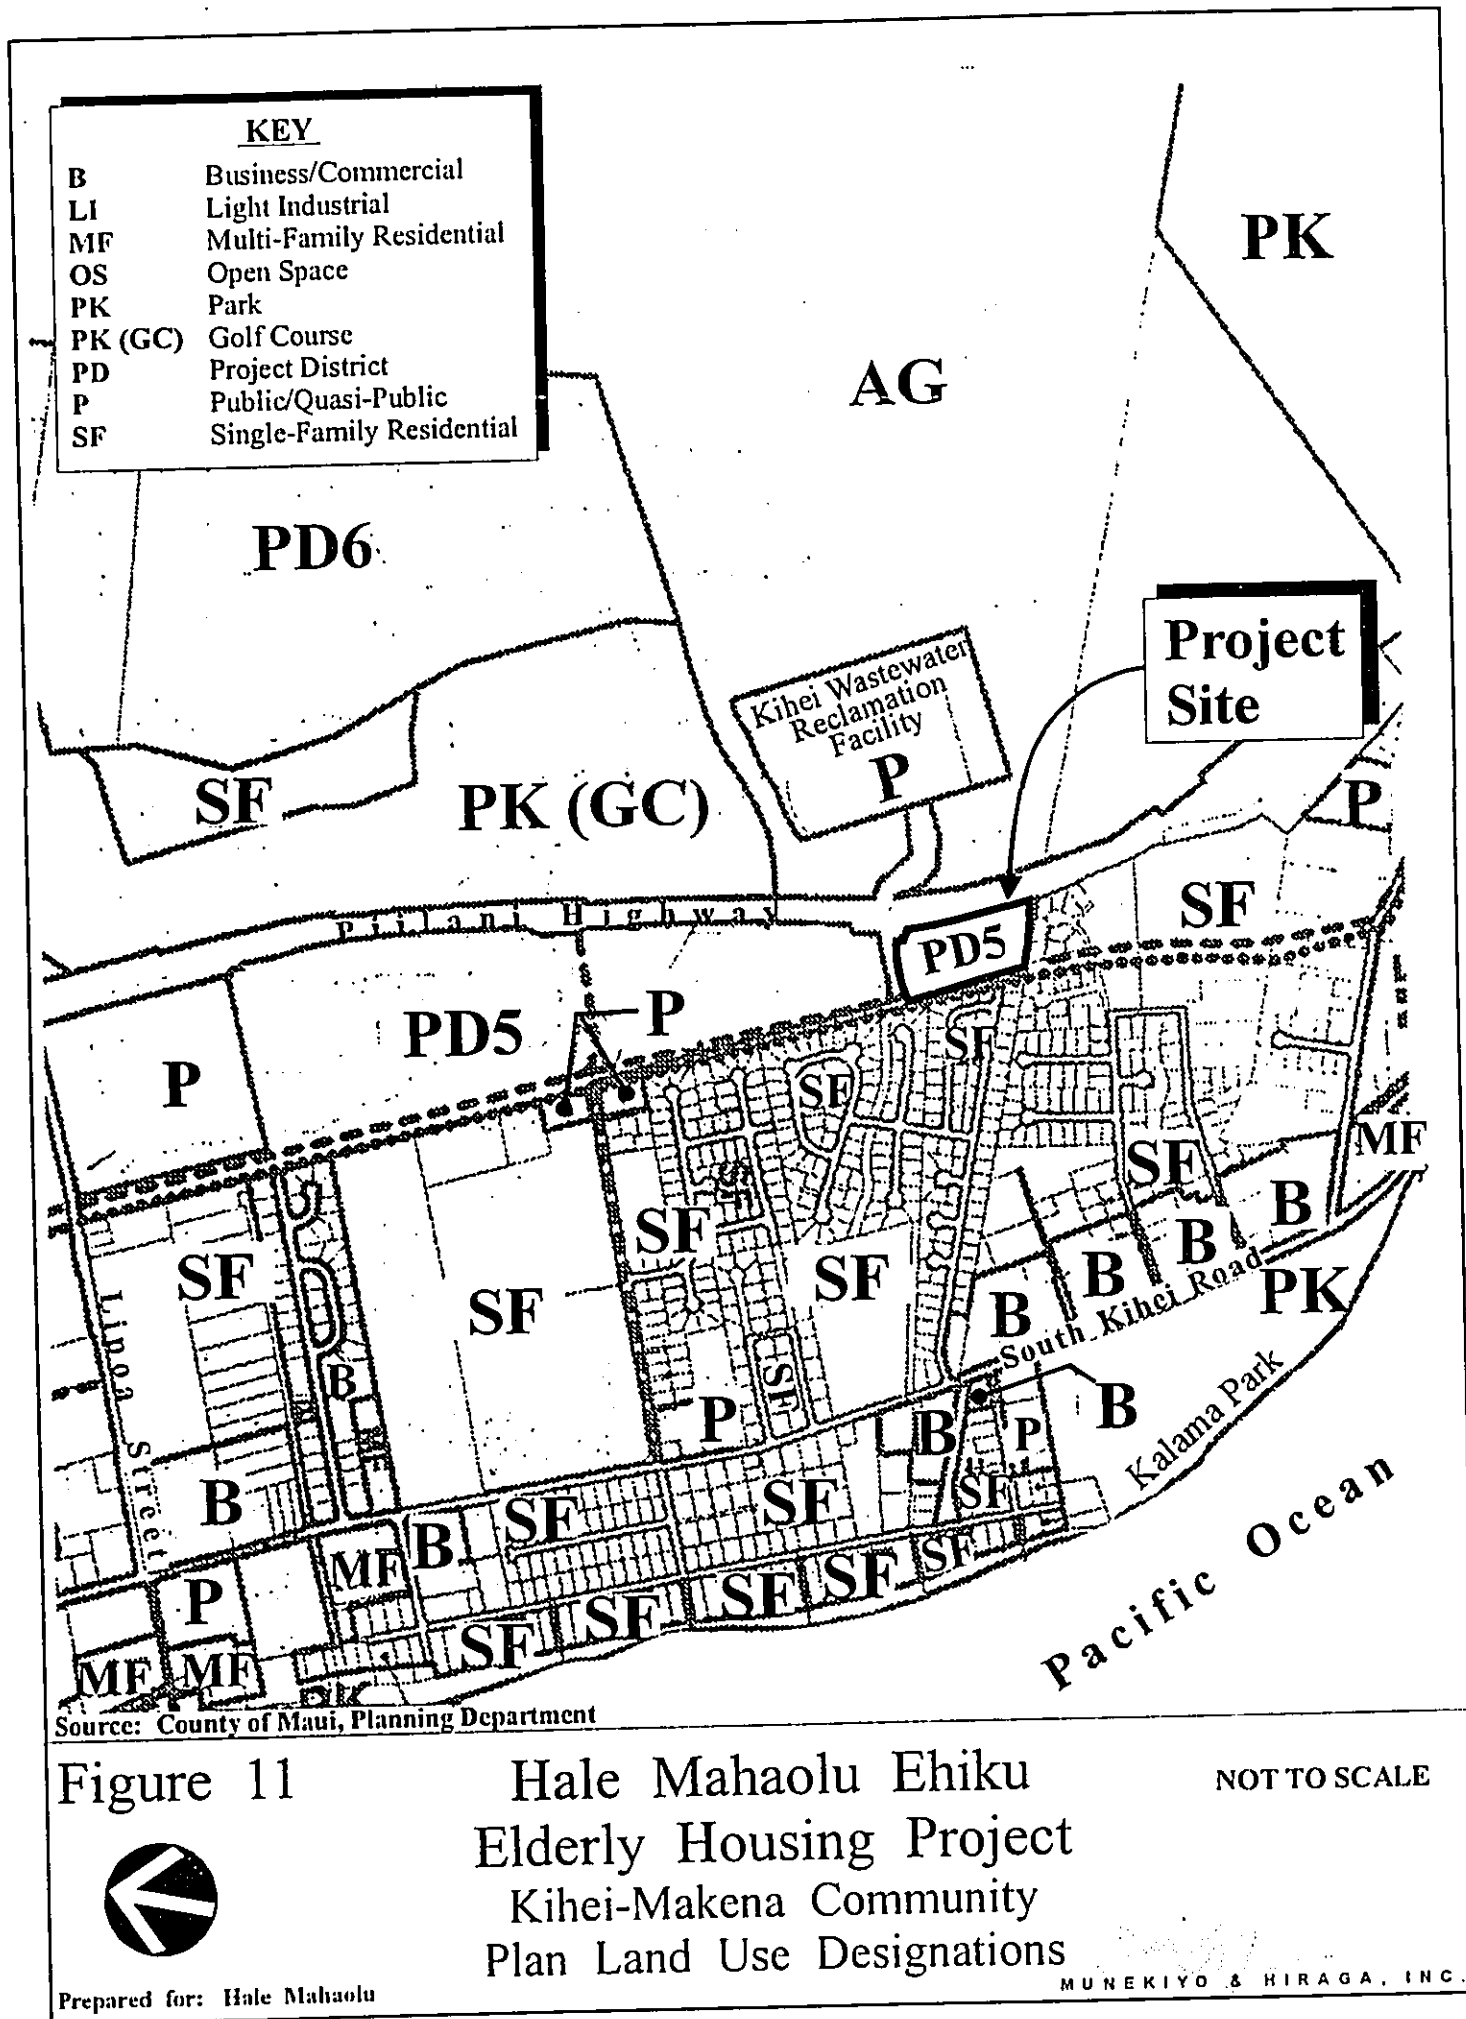 KEY
B Business/Commercial
LI Light Industrial
MF Multi-Family Residential
OS Open Space
PK Park
PK (GC) Golf Course
PD Project District
P Public/Quasi-Public
SF Single-Family Residential
PK
AG
PD6
Project
Site
Kihei Wastewater
Reclamation
Facility
P
SF
PK (GC)
P
SF
Piilani Highway
PD5
P
PD5
P
SF
SF
MF
SF
SF
SF
B
B
B
B
PK
South Kihei Road
SF
SF
SF
Lipoa Street
B
SF
P
B
B
P
Kalama Park
SF
B
SF
SF
MF
B
SF
SF
SF
SF
SF
P
MF
MF
PK
Pacific Ocean
Source: County of Maui, Planning Department
Figure 11
Hale Mahaolu Ehiku
Elderly Housing Project
Kihei-Makena Community
Plan Land Use Designations
NOT TO SCALE
Prepared for: Hale Mahaolu
MUNEKIYO & HIRAGA, INC.